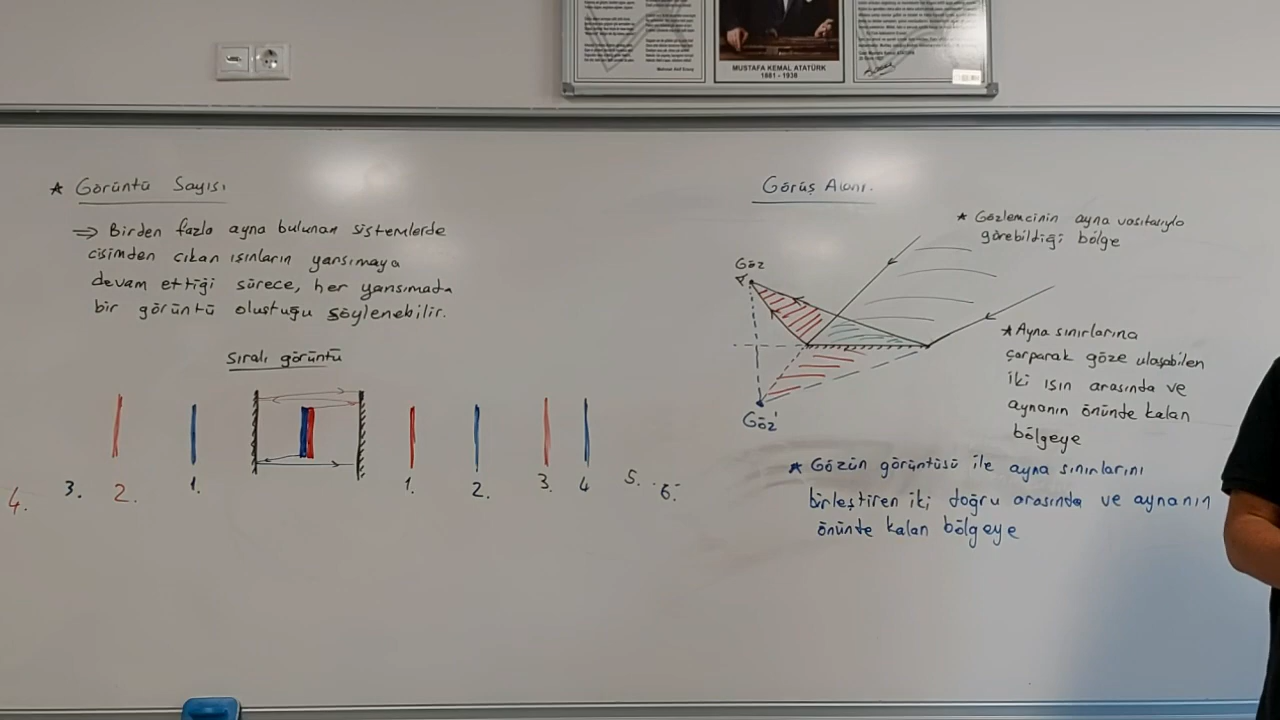 MUSTAFA KEMAL ATATÜRK
1881 - 1938
★ Görüntü Sayısı
⇒ Birden fazla ayna bulunan sistemlerde
cisimden çıkan ışınların yansımaya
devam ettiği sürece, her yansımada
bir görüntü oluştuğu söylenebilir.
Sıralı görüntü
4. 3. 2. 1. 1. 2. 3. 4 5. 6.
Görüş Alanı.
★ Gözlemcinin ayna vasıtasıyla
görebildiği bölge
Göz
Göz'
★ Ayna sınırlarına
çarparak göze ulaşabilen
iki ışın arasında ve
aynanın önünde kalan
bölgeye
★ Gözün görüntüsü ile ayna sınırlarını
birleştiren iki doğru arasında ve aynanın
önünde kalan bölgeye